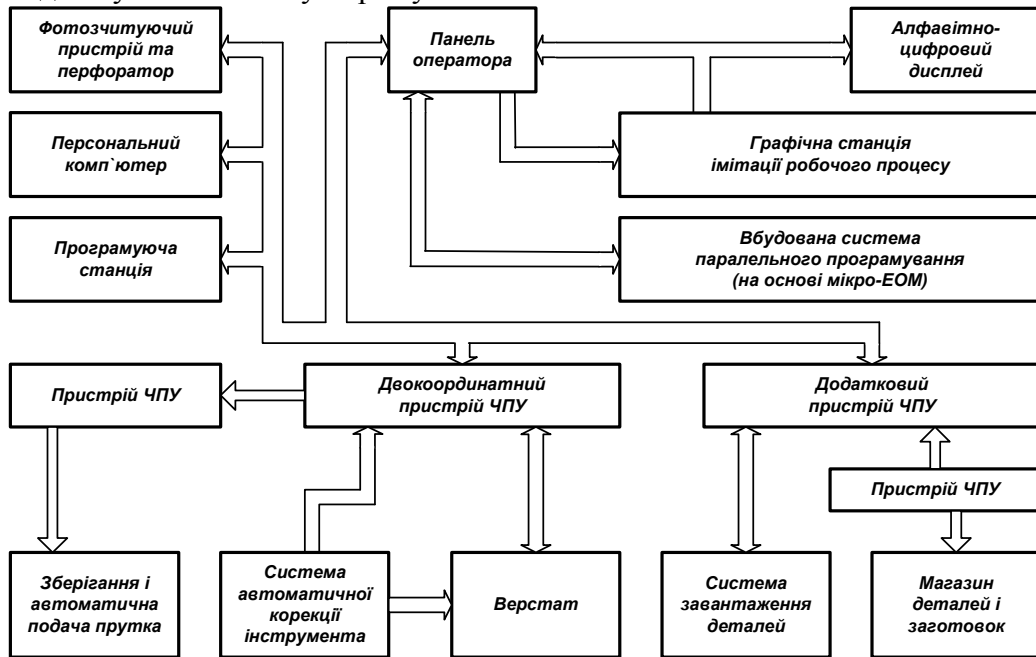 Фотозчитуючий
пристрій та
перфоратор
Панель
оператора
Алфавітно-
цифровий
дисплей
Персональний
комп`ютер
Графічна станція
імітації робочого процесу
Програмуюча
станція
Вбудована система
паралельного програмування
(на основі мікро-ЕОМ)
Пристрій ЧПУ
Двокоординатний
пристрій ЧПУ
Додатковий
пристрій ЧПУ
Пристрій ЧПУ
Зберігання і
автоматична
подача прутка
Система
автоматичної
корекції
інструмента
Верстат
Система
завантаження
деталей
Магазин
деталей і
заготовок